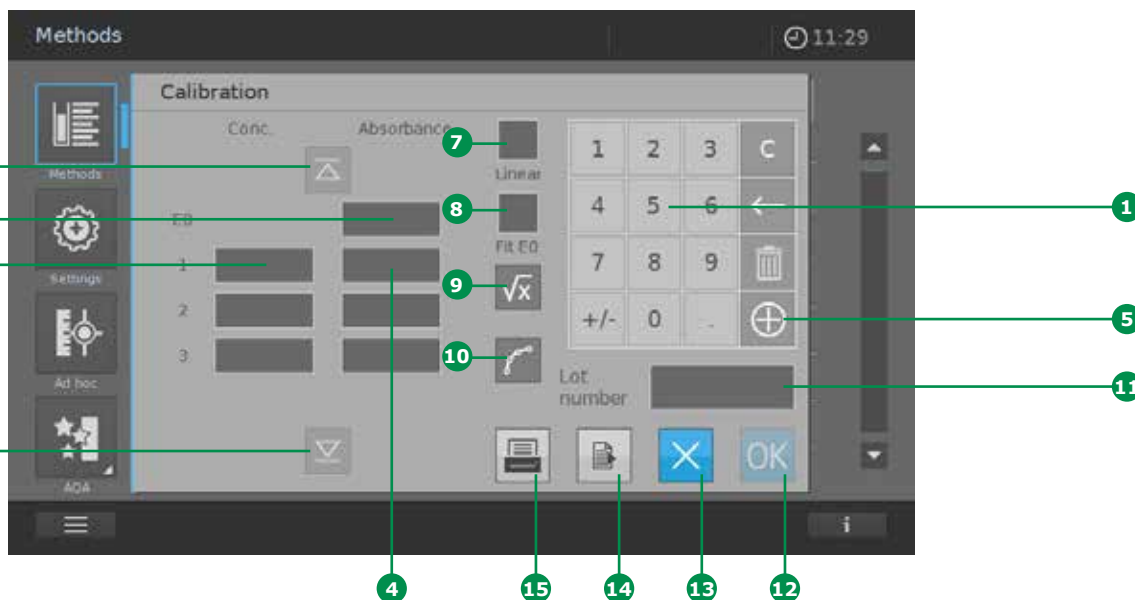 Methods
11:29
Calibration
Conc.
Absorbance
Methods
Settings
Ad hoc
AQA
E0
1
2
3
7
Linear
8
Fit E0
9
√x
10
1 2 3 C
4 5 6 ←
7 8 9
+/- 0 .
Lot
number
OK
i
1
5
11
4
15
14
13
12